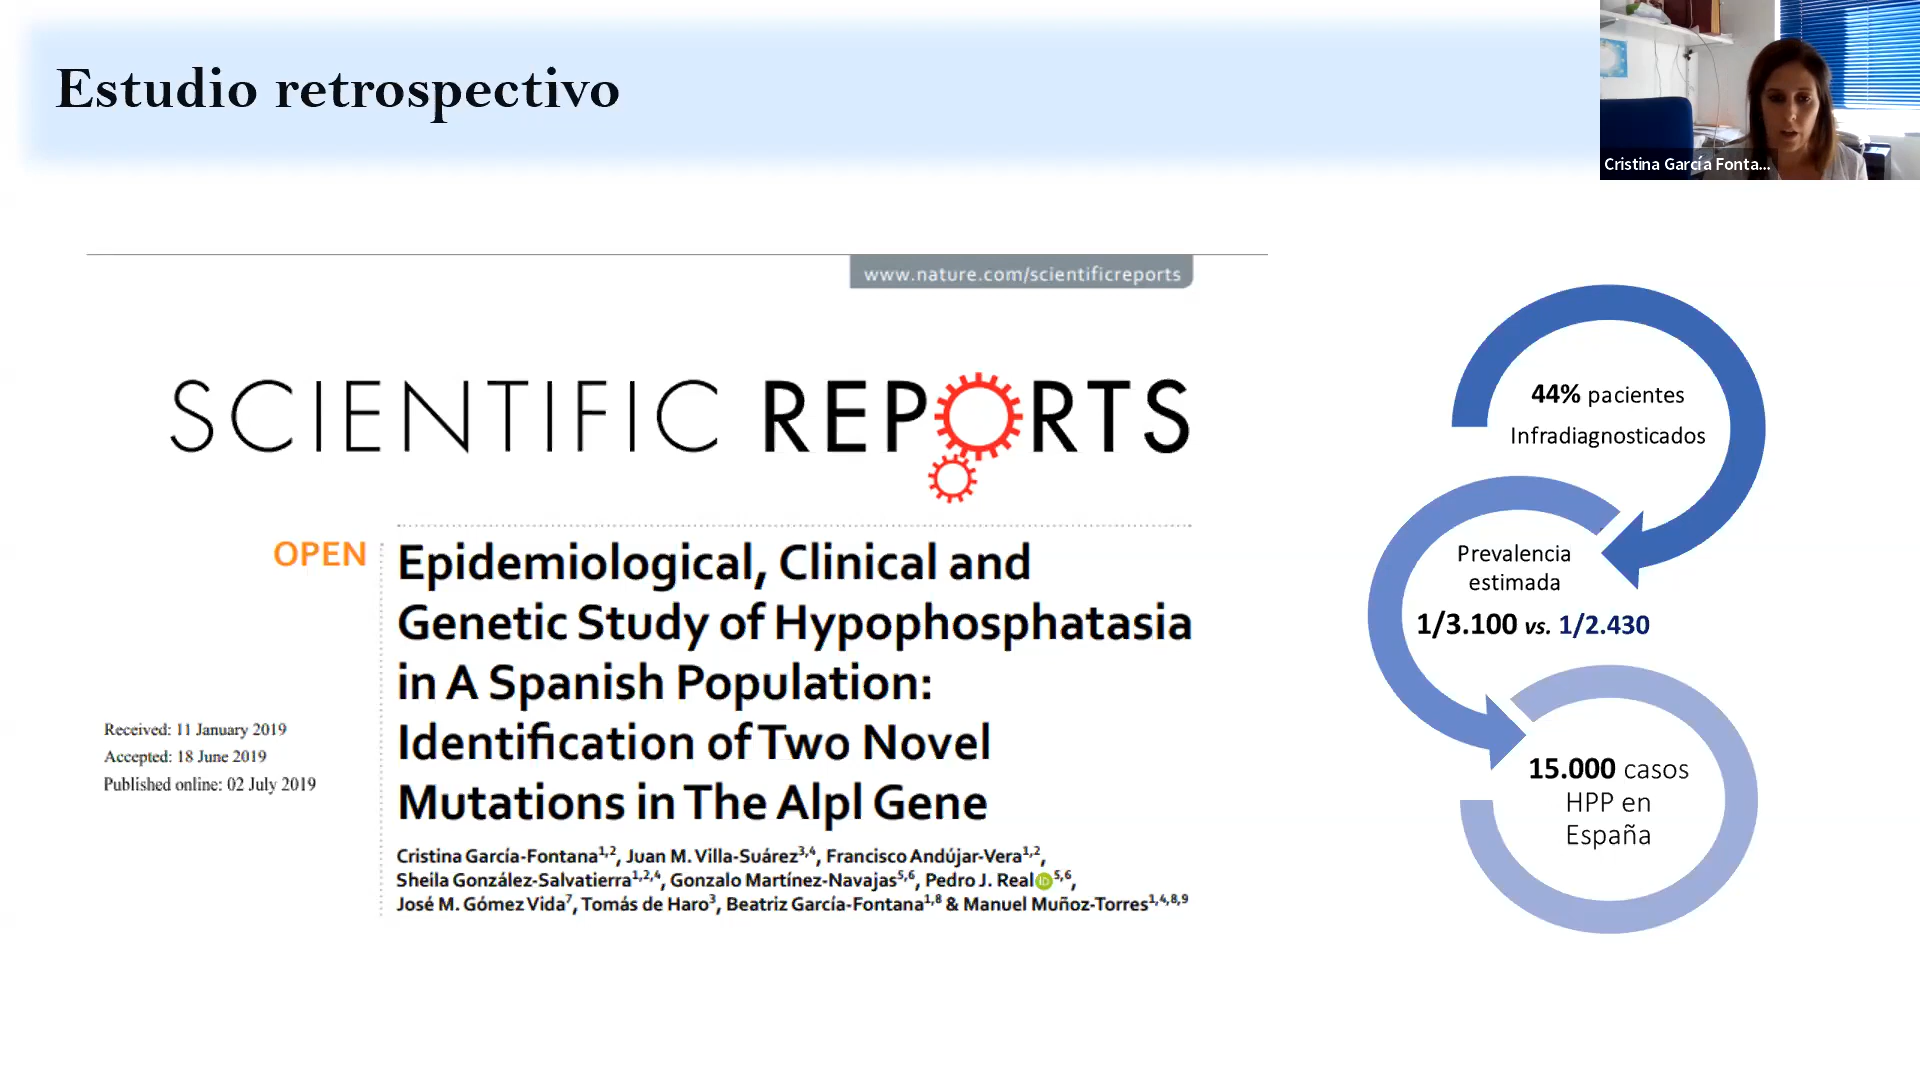 Estudio retrospectivo
Cristina García Fonta...
www.nature.com/scientificreports
SCIENTIFIC REPORTS
OPEN
Epidemiological, Clinical and
Genetic Study of Hypophosphatasia
in A Spanish Population:
Identification of Two Novel
Mutations in The Alpl Gene
Received: 11 January 2019
Accepted: 18 June 2019
Published online: 02 July 2019
Cristina García-Fontana1,2, Juan M. Villa-Suárez3,4, Francisco Andújar-Vera1,2,
Sheila González-Salvatierra1,2,4, Gonzalo Martínez-Navajas5,6, Pedro J. Real iD 5,6,
José M. Gómez Vida7, Tomás de Haro3, Beatriz García-Fontana1,8 & Manuel Muñoz-Torres1,4,8,9
44% pacientes
Infradiagnosticados
Prevalencia
estimada
1/3.100 vs. 1/2.430
15.000 casos
HPP en
España